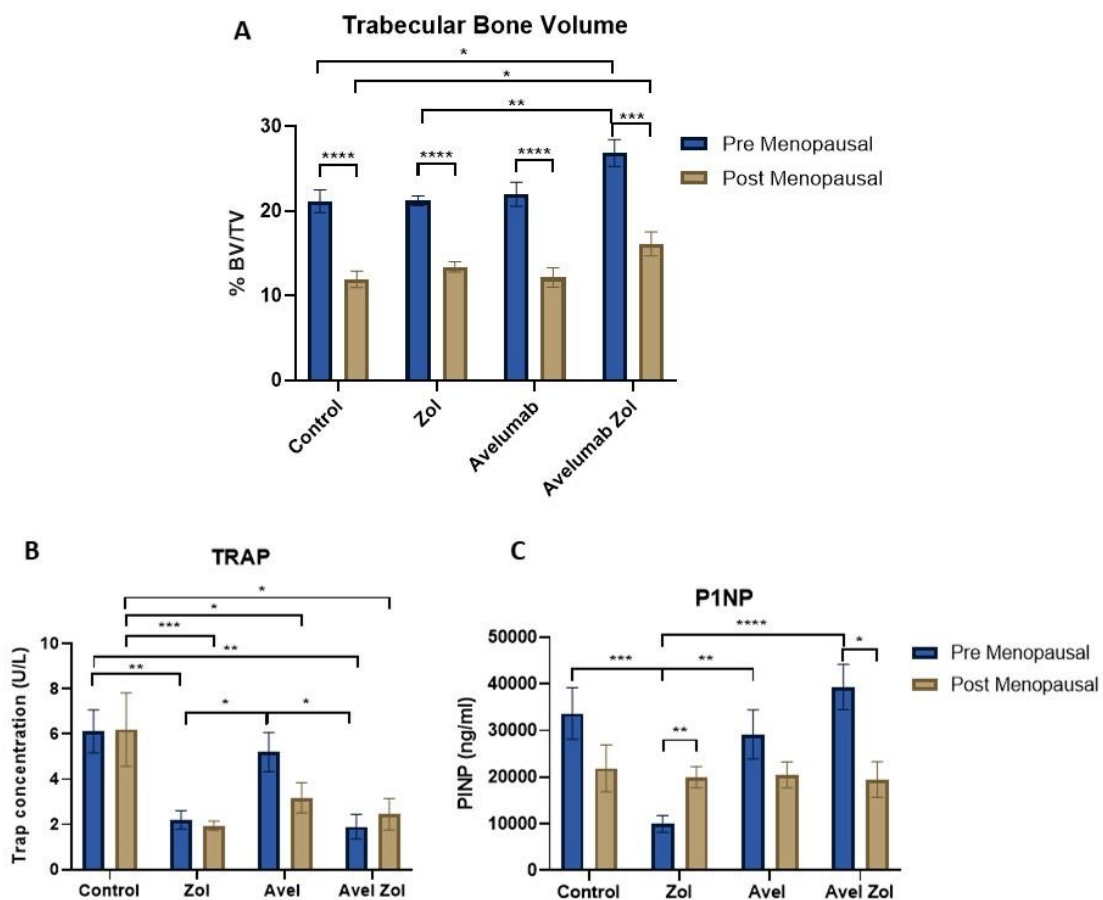 A
Trabecular Bone Volume
*
*
**
***
****
****
****
% BV/TV
30
20
10
0
Control
Zol
Avelumab
Avelumab Zol
Pre Menopausal
Post Menopausal
B
TRAP
*
*
***
**
**
*
*
Trap concentration (U/L)
10
8
6
4
2
0
Control
Zol
Avel
Avel Zol
C
P1NP
****
***
**
*
**
PINP (ng/ml)
50000
40000
30000
20000
10000
0
Control
Zol
Avel
Avel Zol
Pre Menopausal
Post Menopausal